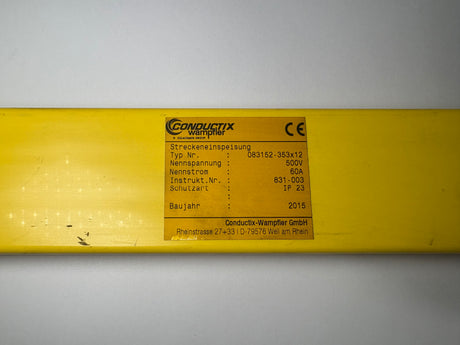 CONDUCTIX
wampfler
CE
Streckeneinspeisung
Typ Nr. : 083152-353x12
Nennspannung : 500V
Nennstrom : 60A
Instrukt.Nr. : 831-003
Schutzart : IP 23
:
Baujahr : 2015
Conductix-Wampfler GmbH
Rheinstrasse 27+33 | D-79576 Weil am Rhein